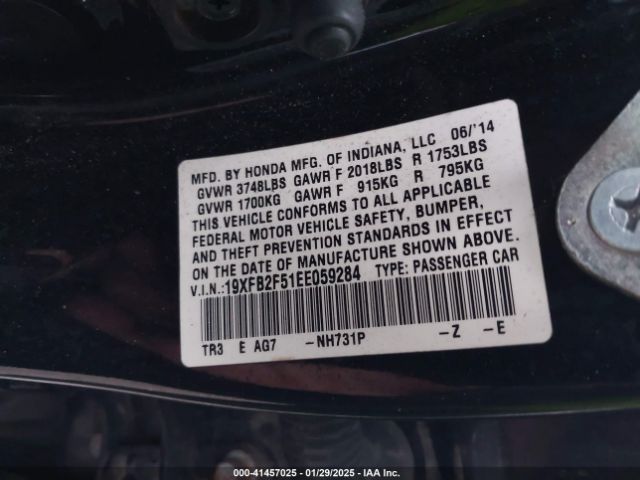 MFD. BY HONDA MFG. OF INDIANA, LLC 06/'14
GVWR 3748LBS GAWR F 2018LBS R 1753LBS
GVWR 1700KG GAWR F 915KG R 795KG
THIS VEHICLE CONFORMS TO ALL APPLICABLE
FEDERAL MOTOR VEHICLE SAFETY, BUMPER,
AND THEFT PREVENTION STANDARDS IN EFFECT
ON THE DATE OF MANUFACTURE SHOWN ABOVE.
V.I.N.:19XFB2F51EE059284 TYPE: PASSENGER CAR
TR3 E AG7 -NH731P -Z -E
000-41457025 | 01/29/2025 | IAA Inc.